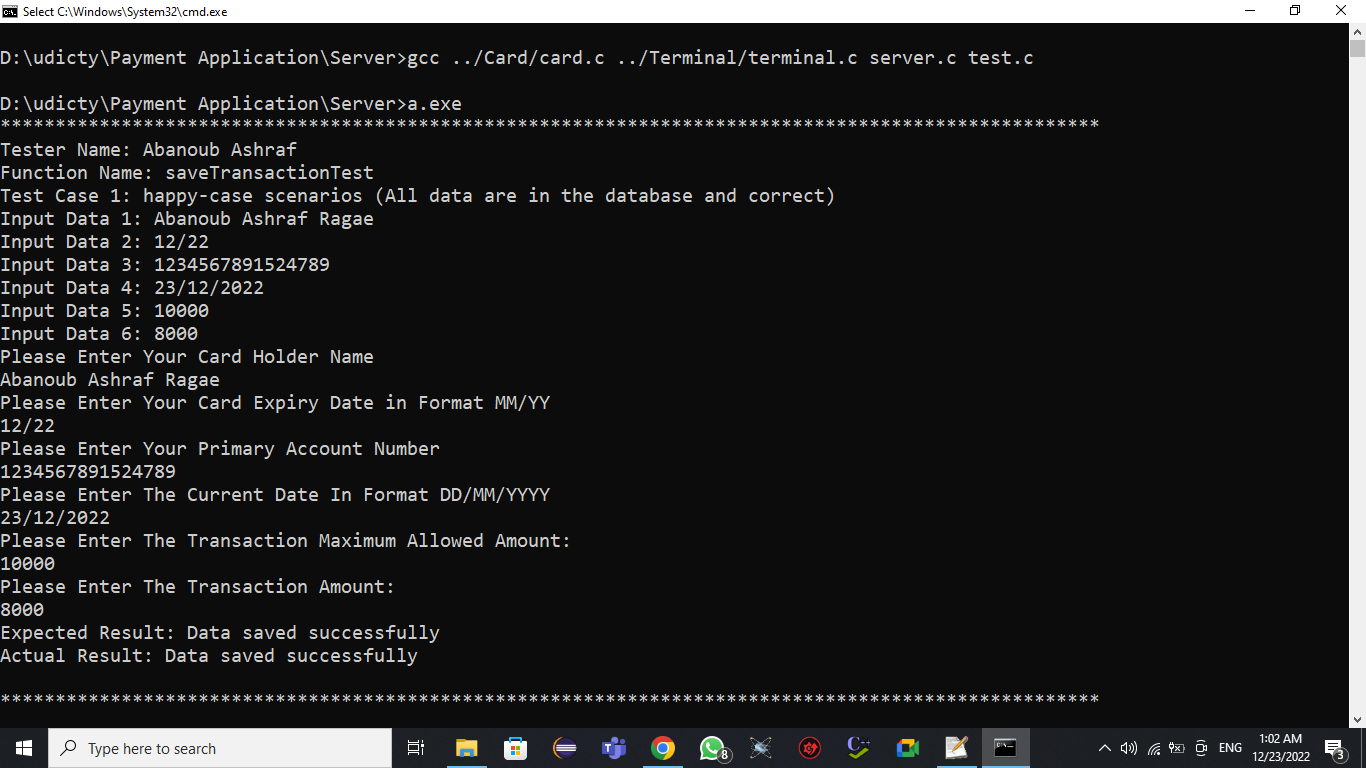 Select C:\Windows\System32\cmd.exe
D:\udicty\Payment Application\Server>gcc ../Card/card.c ../Terminal/terminal.c server.c test.c
D:\udicty\Payment Application\Server>a.exe
****************************************************************************************************
Tester Name: Abanoub Ashraf
Function Name: saveTransactionTest
Test Case 1: happy-case scenarios (All data are in the database and correct)
Input Data 1: Abanoub Ashraf Ragae
Input Data 2: 12/22
Input Data 3: 1234567891524789
Input Data 4: 23/12/2022
Input Data 5: 10000
Input Data 6: 8000
Please Enter Your Card Holder Name
Abanoub Ashraf Ragae
Please Enter Your Card Expiry Date in Format MM/YY
12/22
Please Enter Your Primary Account Number
1234567891524789
Please Enter The Current Date In Format DD/MM/YYYY
23/12/2022
Please Enter The Transaction Maximum Allowed Amount:
10000
Please Enter The Transaction Amount:
8000
Expected Result: Data saved successfully
Actual Result: Data saved successfully
****************************************************************************************************
Type here to search
8
ENG
1:02 AM
12/23/2022
3